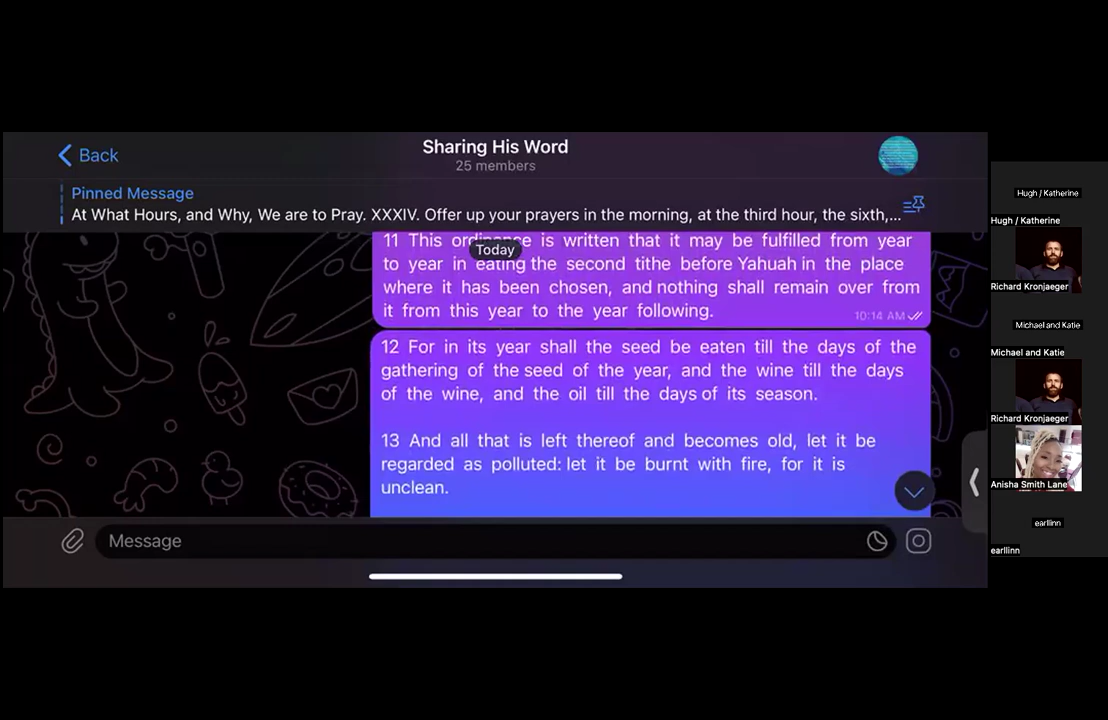 Back
Sharing His Word
25 members
Pinned Message
At What Hours, and Why, We are to Pray. XXXIV. Offer up your prayers in the morning, at the third hour, the sixth,...
11 This ordinance is written that it may be fulfilled from year
Today
to year in eating the second tithe before Yahuah in the place
where it has been chosen, and nothing shall remain over from
it from this year to the year following.
10:14 AM
12 For in its year shall the seed be eaten till the days of the
gathering of the seed of the year, and the wine till the days
of the wine, and the oil till the days of its season.
13 And all that is left thereof and becomes old, let it be
regarded as polluted: let it be burnt with fire, for it is
unclean.
Message
Hugh / Katherine
Hugh / Katherine
Richard Kronjaeger
Michael and Katie
Michael and Katie
Richard Kronjaeger
Anisha Smith Lane
earllinn
earllinn